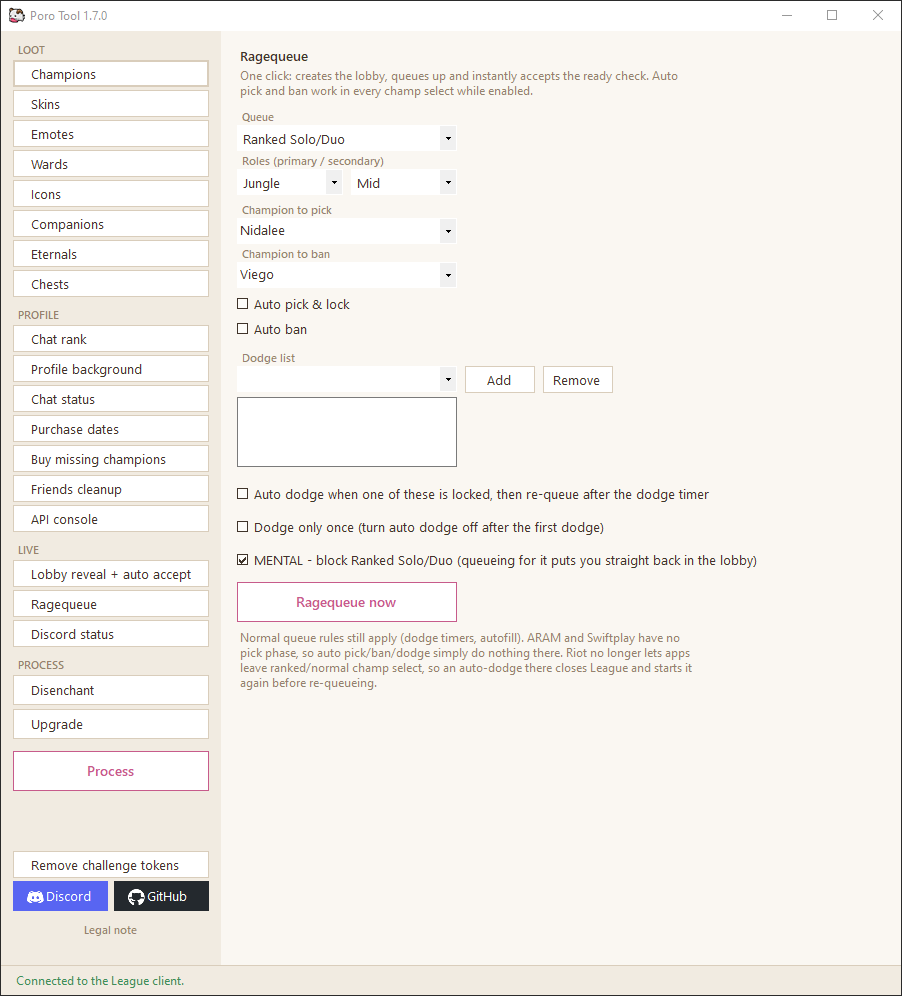 Poro Tool 1.7.0
LOOT
Champions
Skins
Emotes
Wards
Icons
Companions
Eternals
Chests
PROFILE
Chat rank
Profile background
Chat status
Purchase dates
Buy missing champions
Friends cleanup
API console
LIVE
Lobby reveal + auto accept
Ragequeue
Discord status
PROCESS
Disenchant
Upgrade
Process
Remove challenge tokens
Discord
GitHub
Legal note
Ragequeue
One click: creates the lobby, queues up and instantly accepts the ready check. Auto
pick and ban work in every champ select while enabled.
Queue
Ranked Solo/Duo
Roles (primary / secondary)
Jungle
Mid
Champion to pick
Nidalee
Champion to ban
Viego
Auto pick & lock
Auto ban
Dodge list
Add
Remove
Auto dodge when one of these is locked, then re-queue after the dodge timer
Dodge only once (turn auto dodge off after the first dodge)
MENTAL - block Ranked Solo/Duo (queueing for it puts you straight back in the lobby)
Ragequeue now
Normal queue rules still apply (dodge timers, autofill). ARAM and Swiftplay have no
pick phase, so auto pick/ban/dodge simply do nothing there. Riot no longer lets apps
leave ranked/normal champ select, so an auto-dodge there closes League and starts it
again before re-queueing.
Connected to the League client.